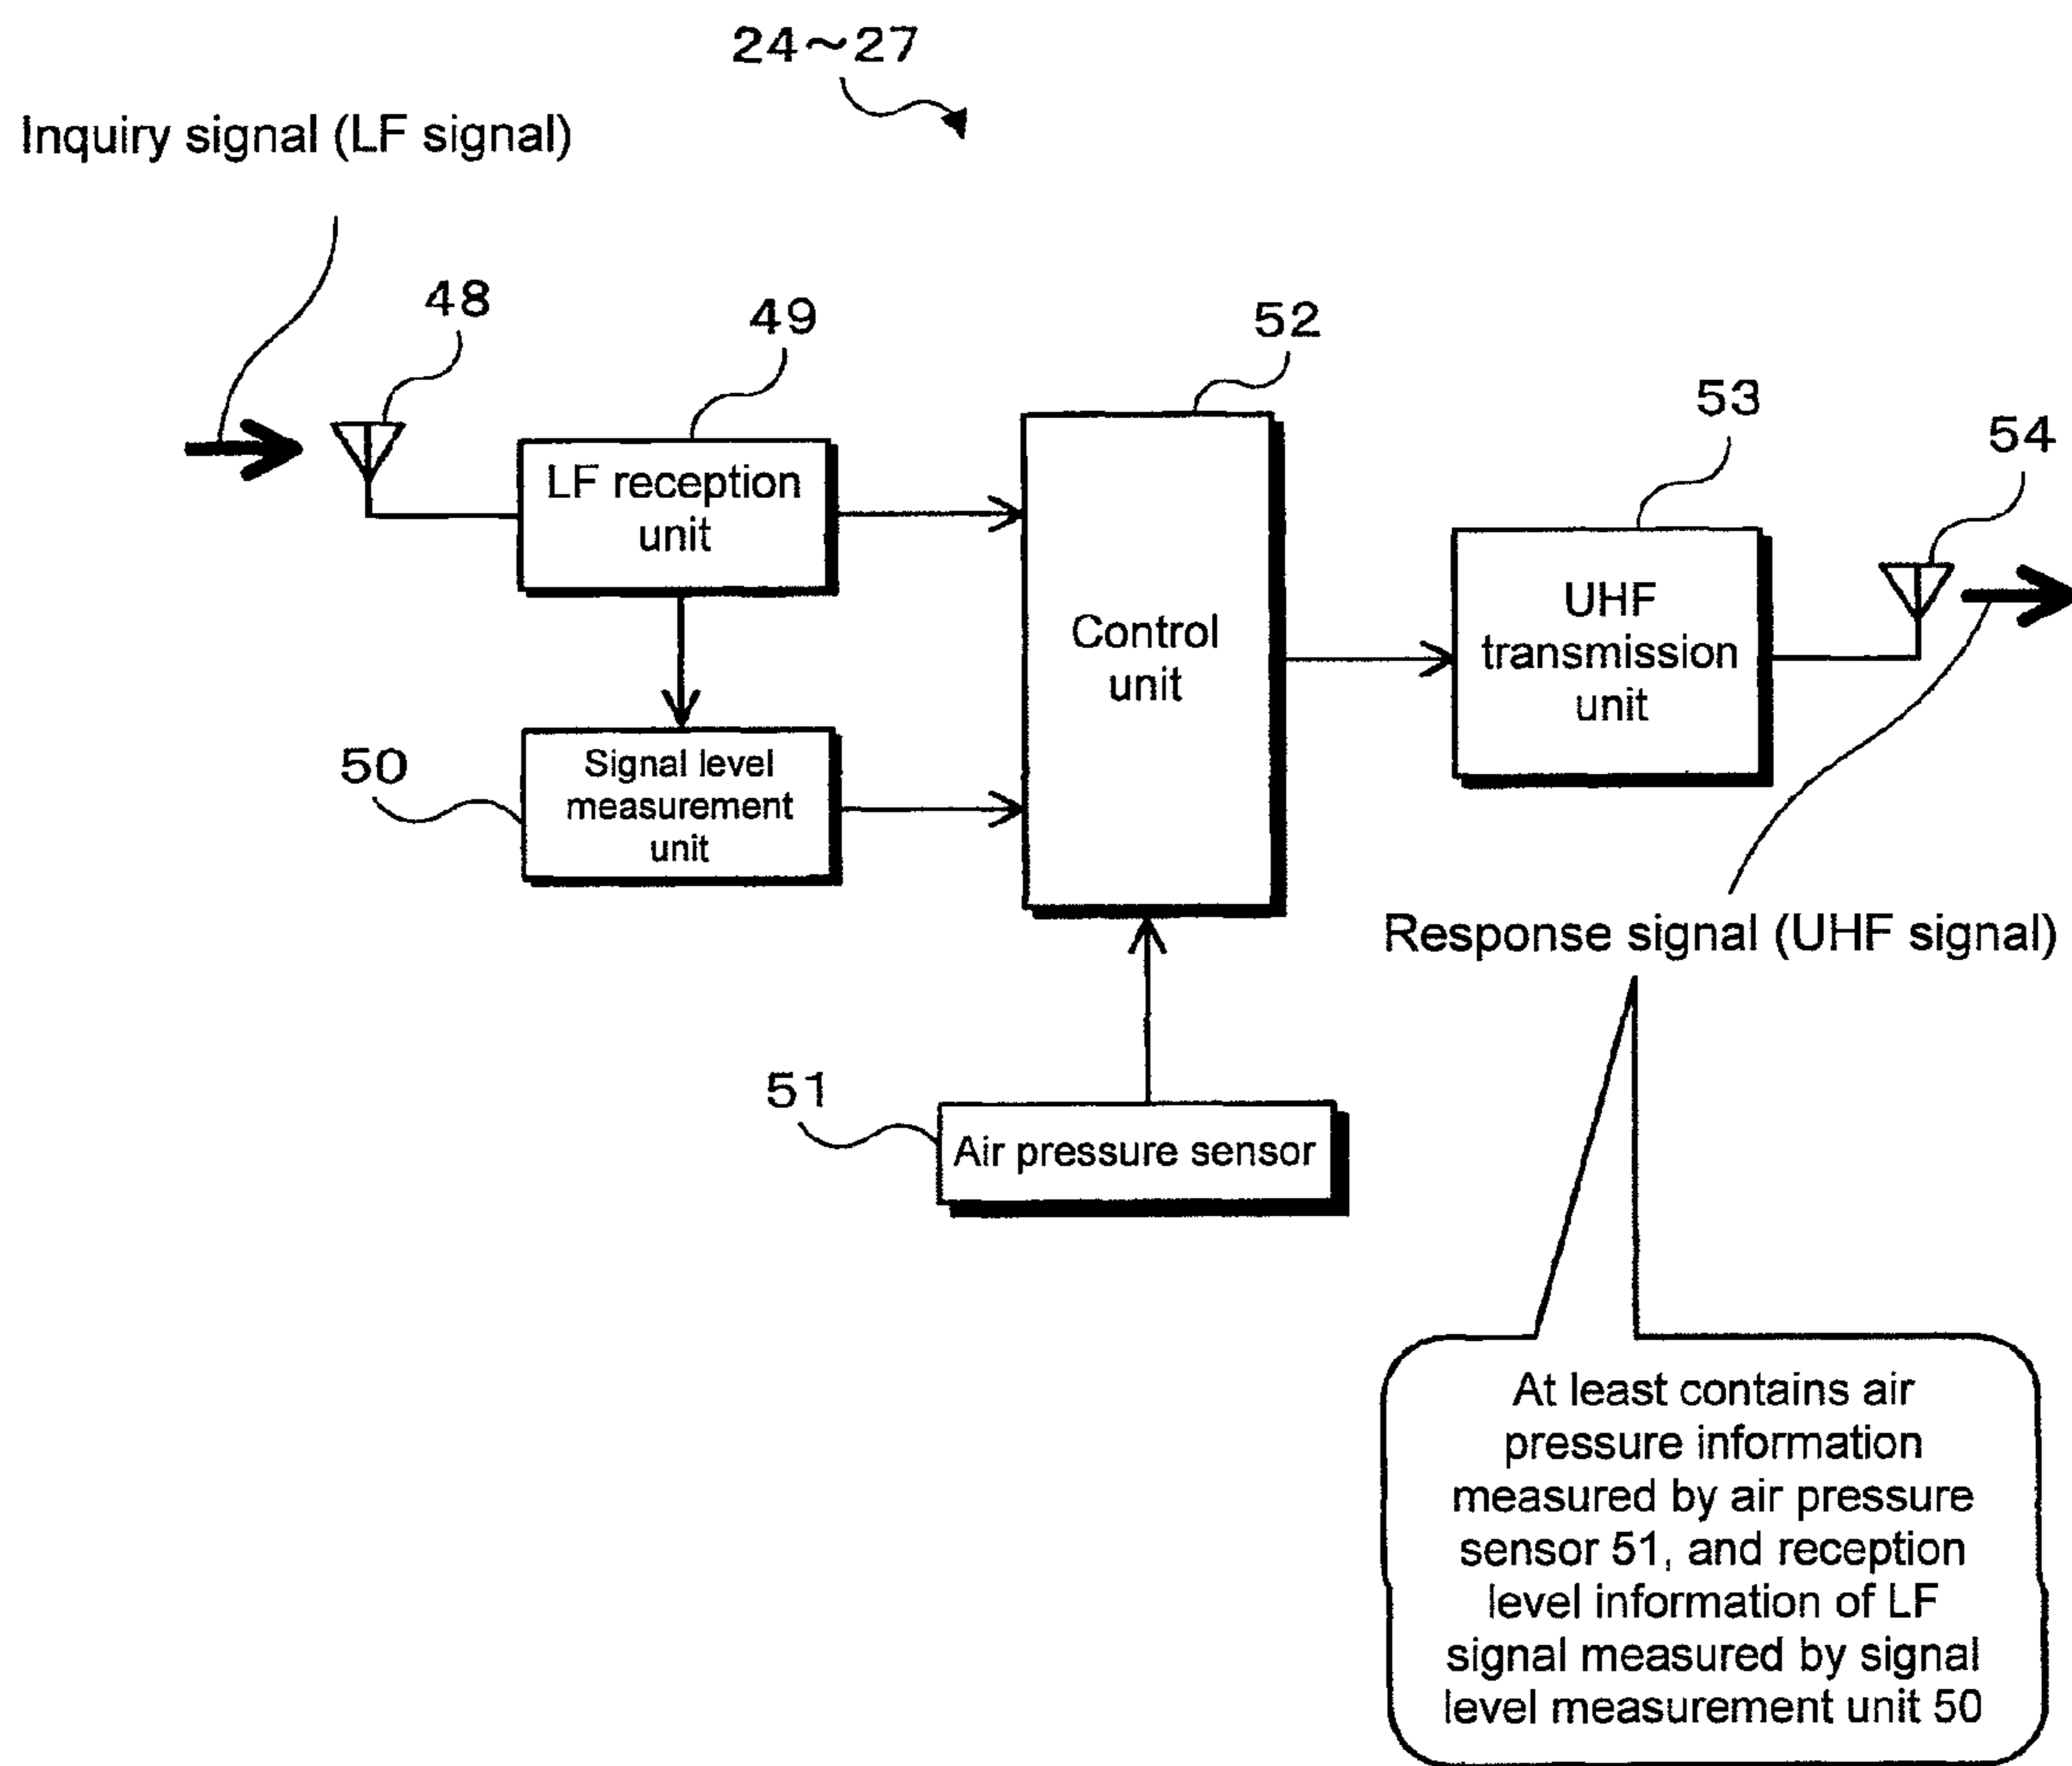 24~27
Inquiry signal (LF signal)
48
49
52
53
54
LF reception
unit
Control
unit
UHF
transmission
unit
50
Signal level
measurement
unit
Response signal (UHF signal)
51
Air pressure sensor
At least contains air
pressure information
measured by air pressure
sensor 51, and reception
level information of LF
signal measured by signal
level measurement unit 50